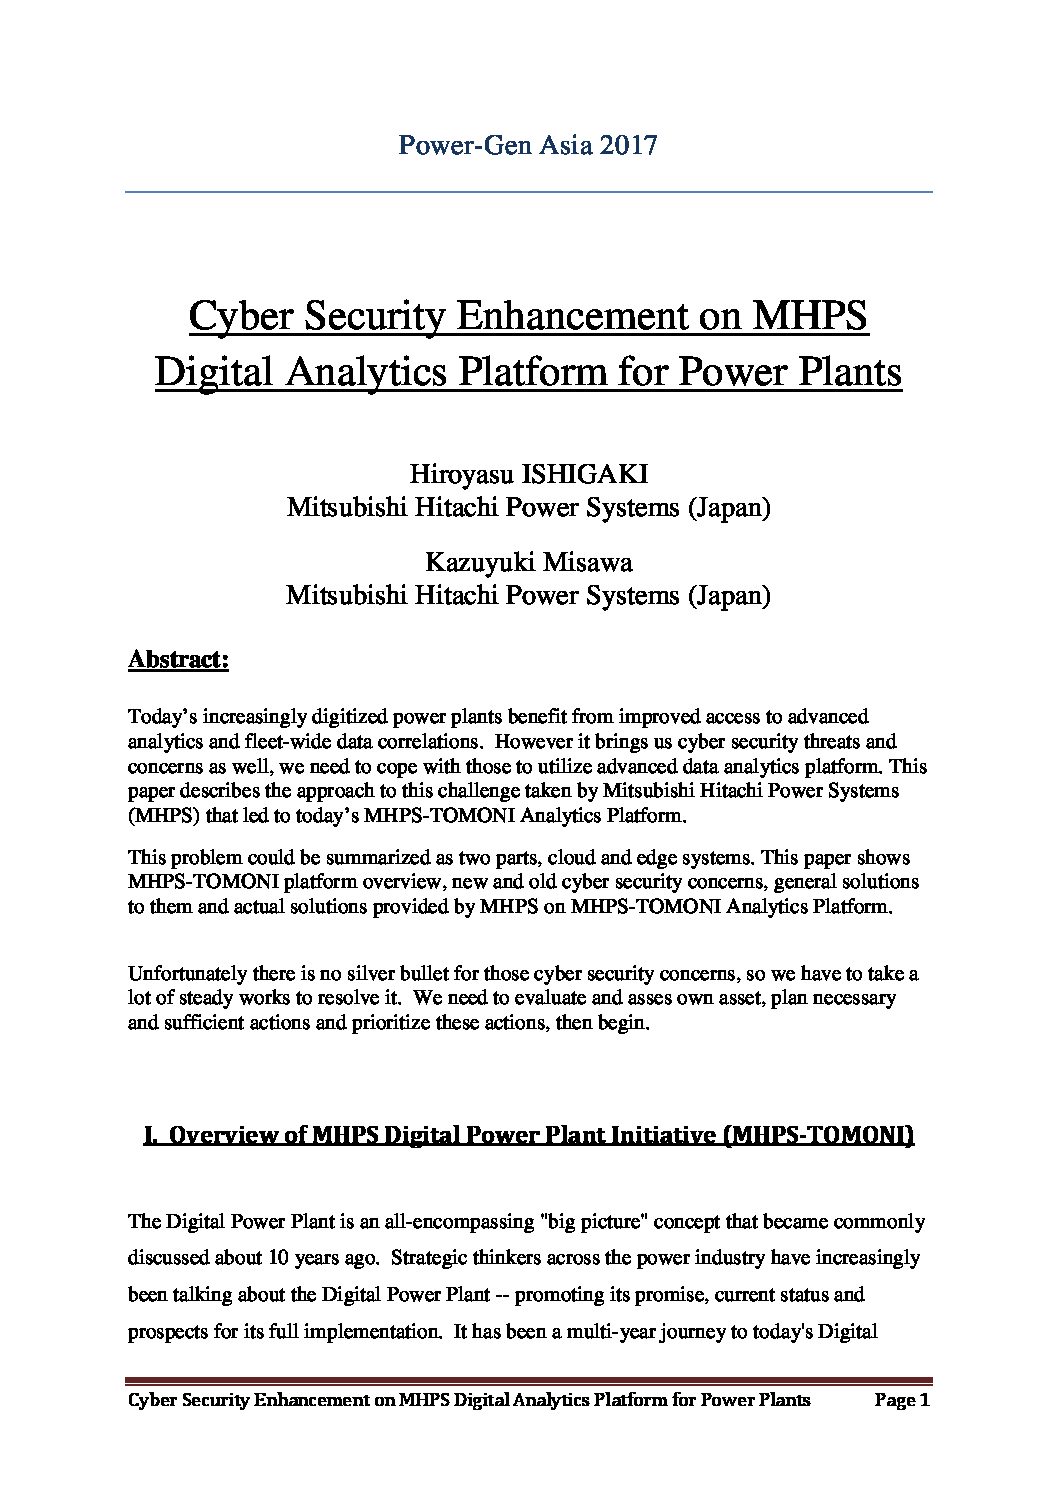 Power-Gen Asia 2017
Cyber Security Enhancement on MHPS
Digital Analytics Platform for Power Plants
Hiroyasu ISHIGAKI
Mitsubishi Hitachi Power Systems (Japan)
Kazuyuki Misawa
Mitsubishi Hitachi Power Systems (Japan)
Abstract:
Today’s increasingly digitized power plants benefit from improved access to advanced
analytics and fleet-wide data correlations.  However it brings us cyber security threats and
concerns as well, we need to cope with those to utilize advanced data analytics platform. This
paper describes the approach to this challenge taken by Mitsubishi Hitachi Power Systems
(MHPS) that led to today’s MHPS-TOMONI Analytics Platform.
This problem could be summarized as two parts, cloud and edge systems. This paper shows
MHPS-TOMONI platform overview, new and old cyber security concerns, general solutions
to them and actual solutions provided by MHPS on MHPS-TOMONI Analytics Platform.
Unfortunately there is no silver bullet for those cyber security concerns, so we have to take a
lot of steady works to resolve it.  We need to evaluate and asses own asset, plan necessary
and sufficient actions and prioritize these actions, then begin.
I.  Overview of MHPS Digital Power Plant Initiative (MHPS-TOMONI)
The Digital Power Plant is an all-encompassing "big picture" concept that became commonly
discussed about 10 years ago.  Strategic thinkers across the power industry have increasingly
been talking about the Digital Power Plant -- promoting its promise, current status and
prospects for its full implementation.  It has been a multi-year journey to today's Digital
Cyber Security Enhancement on MHPS Digital Analytics Platform for Power Plants Page 1